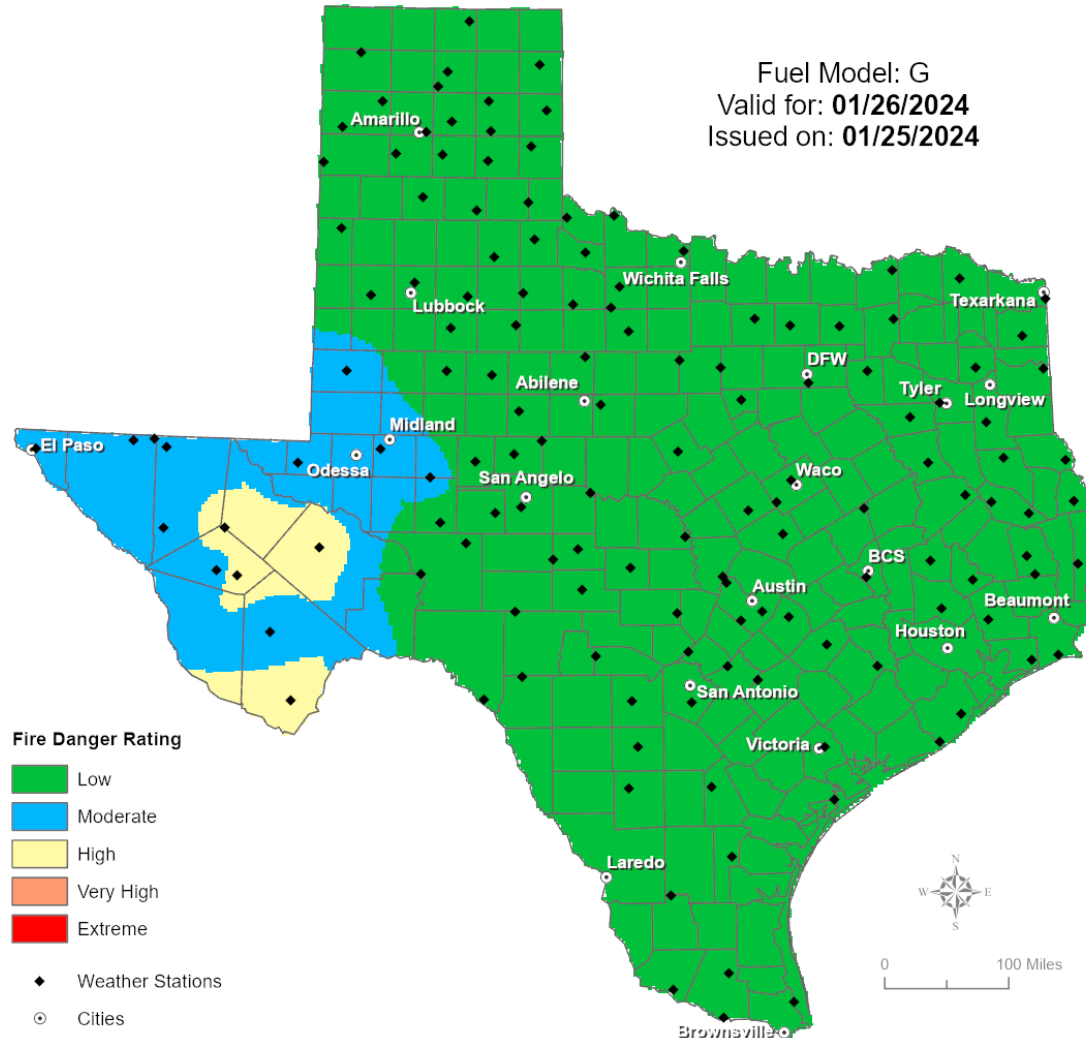 Fuel Model: G
Valid for: 01/26/2024
Issued on: 01/25/2024
Amarillo
Wichita Falls
Lubbock
Texarkana
DFW
Abilene
Tyler
Longview
Midland
El Paso
Odessa
San Angelo
Waco
BCS
Austin
Beaumont
Houston
San Antonio
Victoria
Laredo
Brownsville
Fire Danger Rating
Low
Moderate
High
Very High
Extreme
Weather Stations
Cities
N
W E
S
0 100 Miles